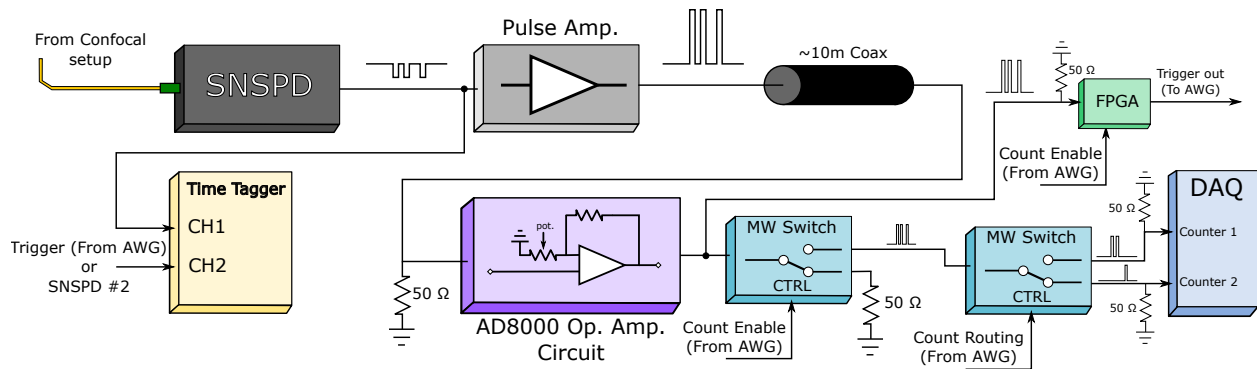 From Confocal
setup
SNSPD
Pulse Amp.
~10m Coax
50 Ω
FPGA
Trigger out
(To AWG)
Count Enable
(From AWG)
Time Tagger
CH1
CH2
Trigger (From AWG)
or
SNSPD #2
50 Ω
pot.
AD8000 Op. Amp.
Circuit
MW Switch
CTRL
Count Enable
(From AWG)
50 Ω
MW Switch
CTRL
Count Routing
(From AWG)
50 Ω
50 Ω
DAQ
Counter 1
Counter 2